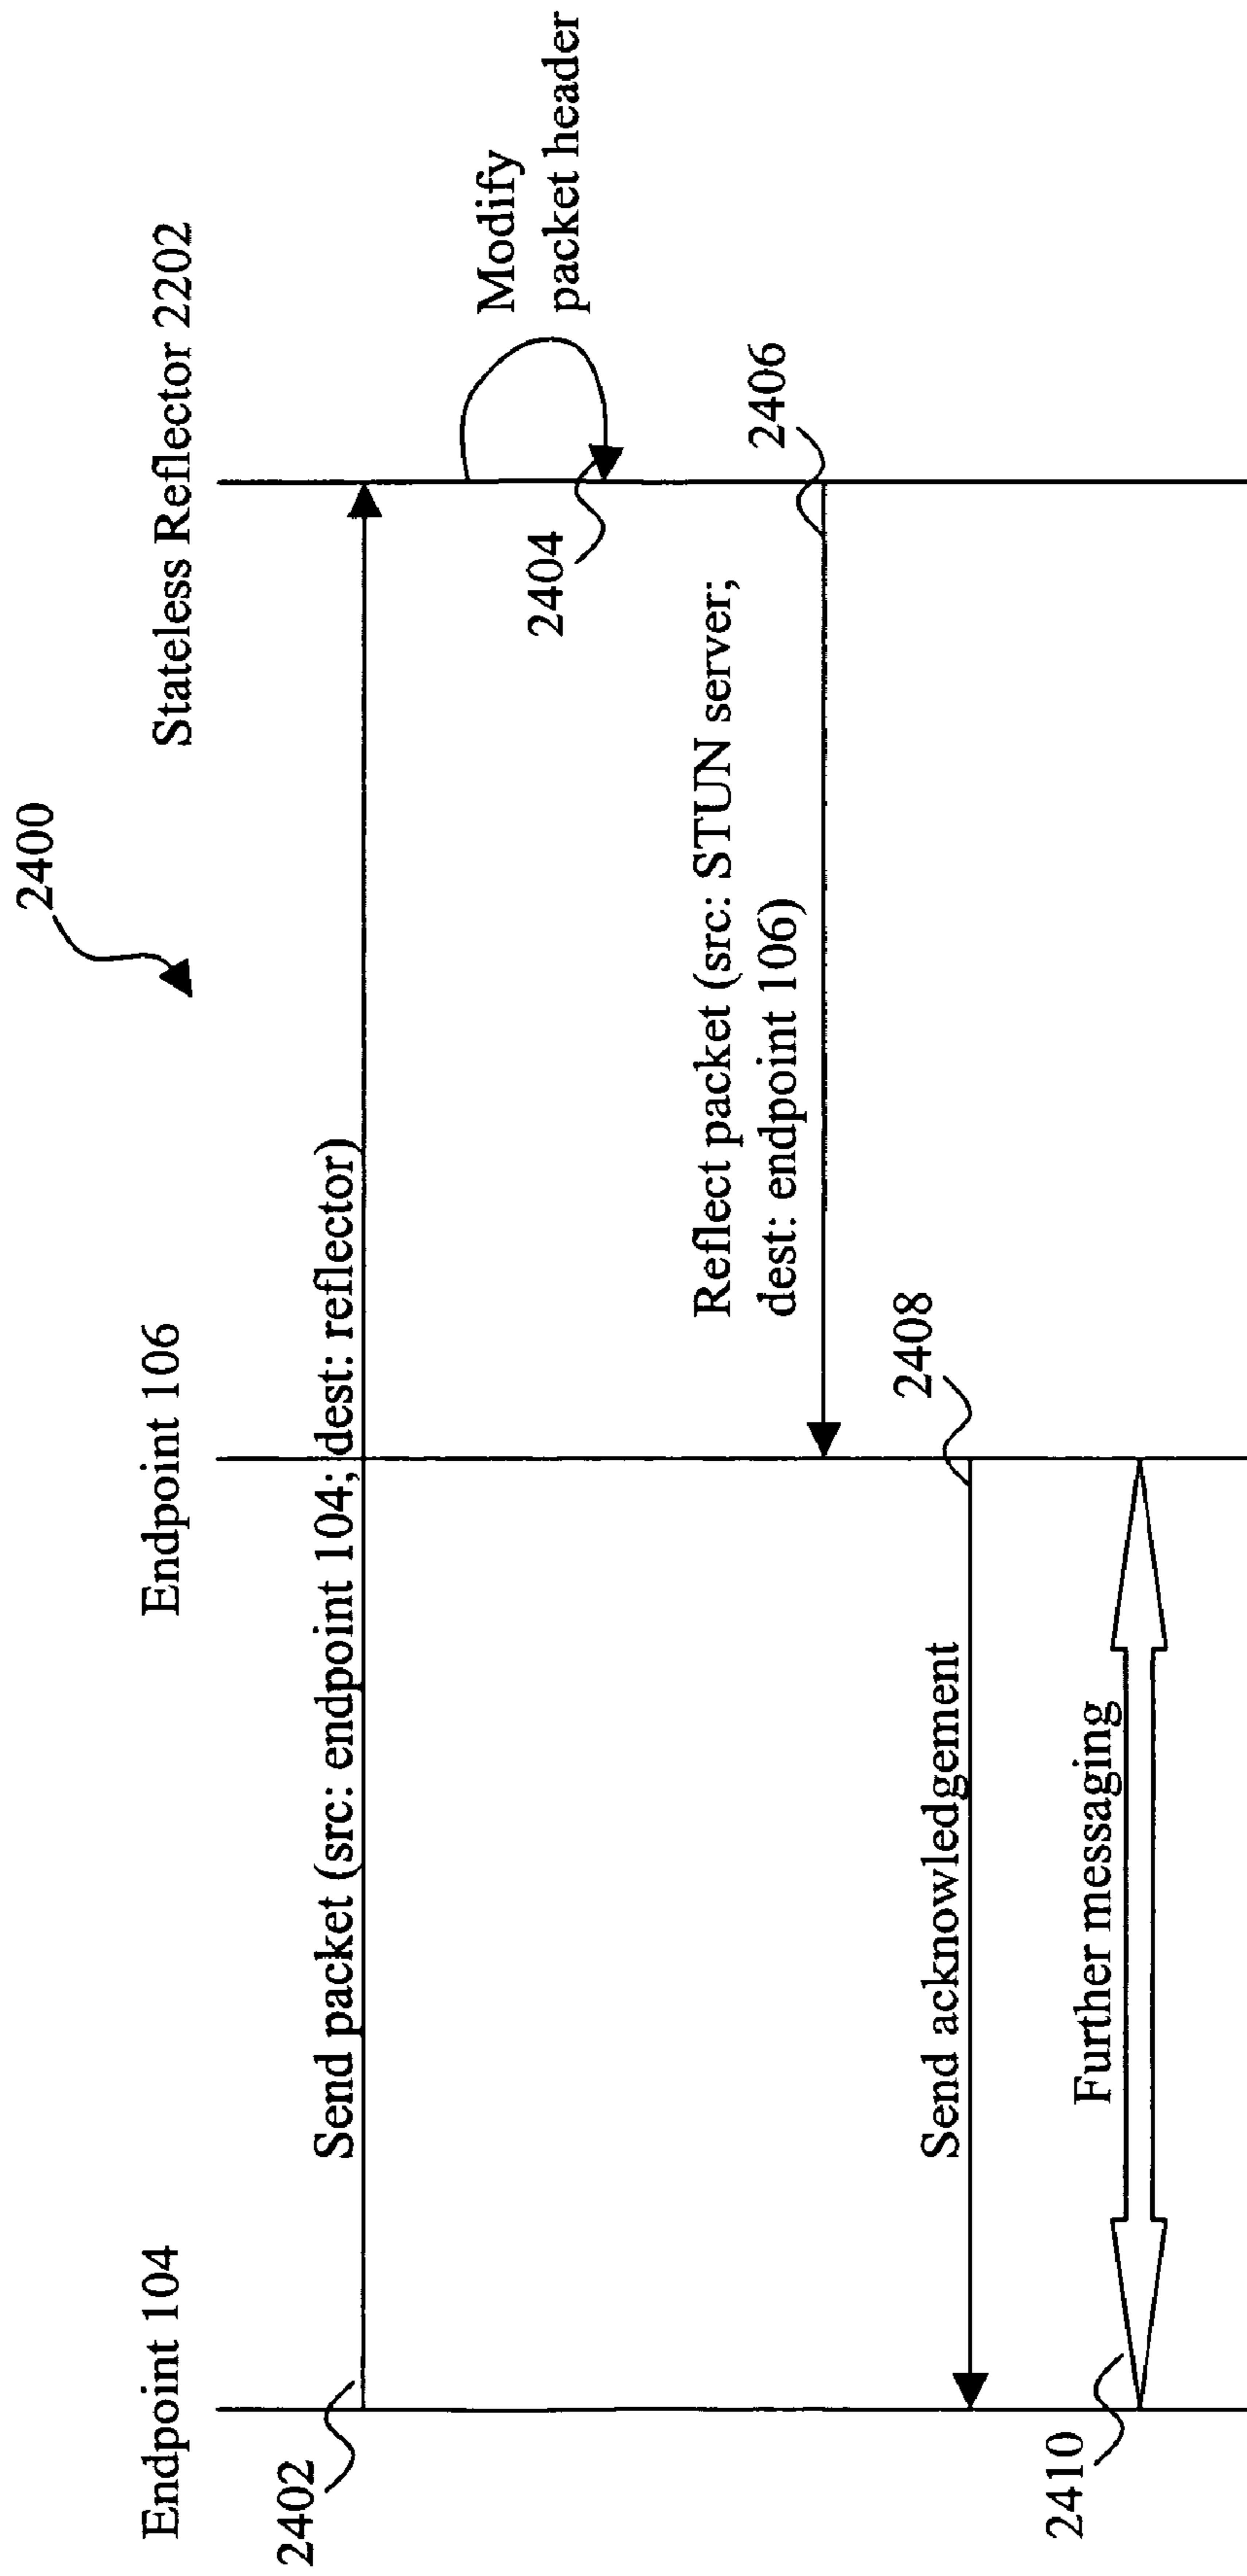 2400
Endpoint 104
Endpoint 106
Stateless Reflector 2202
2402
Send packet (src: endpoint 104; dest: reflector)
Modify
packet header
2404
2406
Reflect packet (src: STUN server;
dest: endpoint 106)
2408
Send acknowledgement
Further messaging
2410